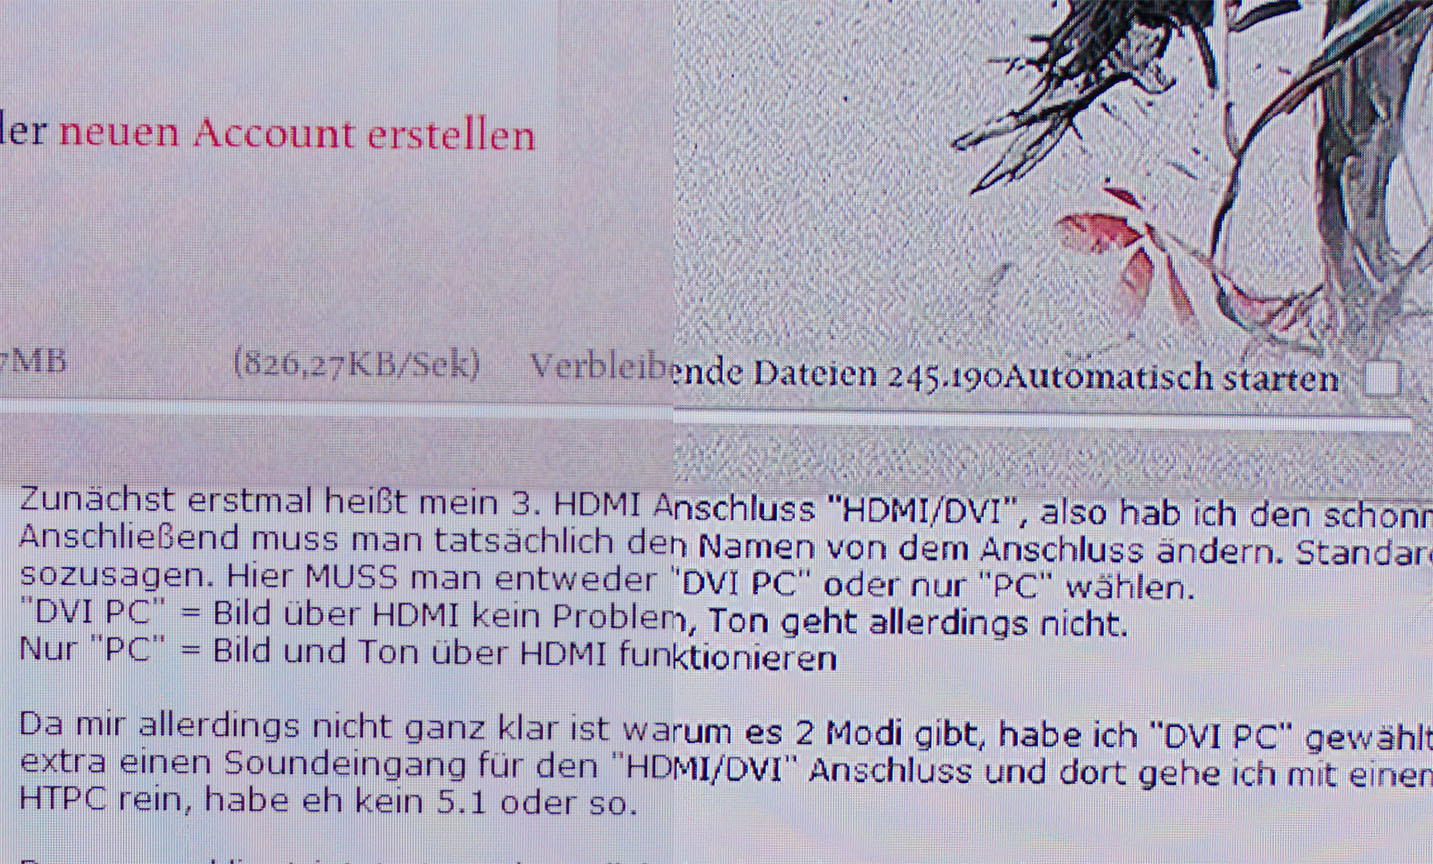 ler neuen Account erstellen
7MB (826,27KB/Sek) Verbleibende Dateien 245.190Automatisch starten
Zunächst erstmal heißt mein 3. HDMI Anschluss "HDMI/DVI", also hab ich den schonr
Anschließend muss man tatsächlich den Namen von dem Anschluss ändern. Standard
sozusagen. Hier MUSS man entweder "DVI PC" oder nur "PC" wählen.
"DVI PC" = Bild über HDMI kein Problem, Ton geht allerdings nicht.
Nur "PC" = Bild und Ton über HDMI funktionieren
Da mir allerdings nicht ganz klar ist warum es 2 Modi gibt, habe ich "DVI PC" gewählt
extra einen Soundeingang für den "HDMI/DVI" Anschluss und dort gehe ich mit einer
HTPC rein, habe eh kein 5.1 oder so.